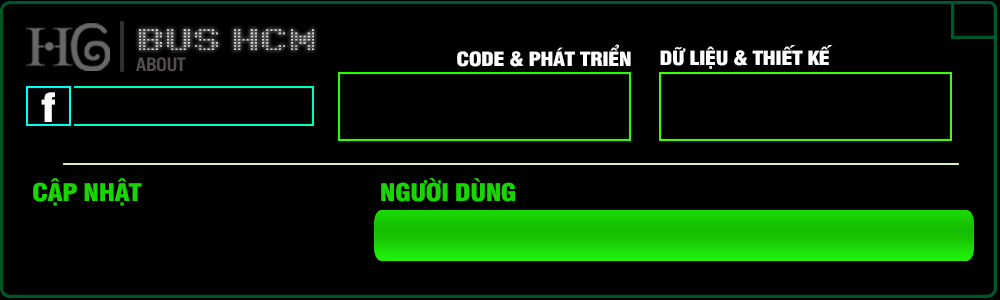 HG
BUS HCM
ABOUT
CODE & PHÁT TRIỂN
DỮ LIỆU & THIẾT KẾ
f
CẬP NHẬT
NGƯỜI DÙNG